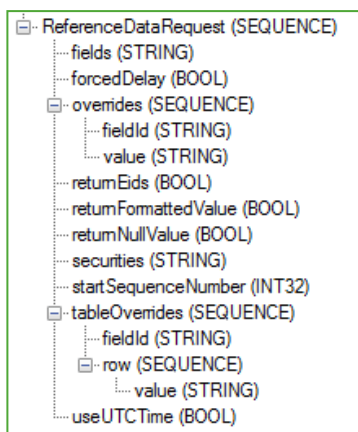 ReferenceDataRequest (SEQUENCE)
fields (STRING)
forcedDelay (BOOL)
overrides (SEQUENCE)
fieldId (STRING)
value (STRING)
returnEids (BOOL)
returnFormattedValue (BOOL)
returnNullValue (BOOL)
securities (STRING)
startSequenceNumber (INT32)
tableOverrides (SEQUENCE)
fieldId (STRING)
row (SEQUENCE)
value (STRING)
useUTCTime (BOOL)